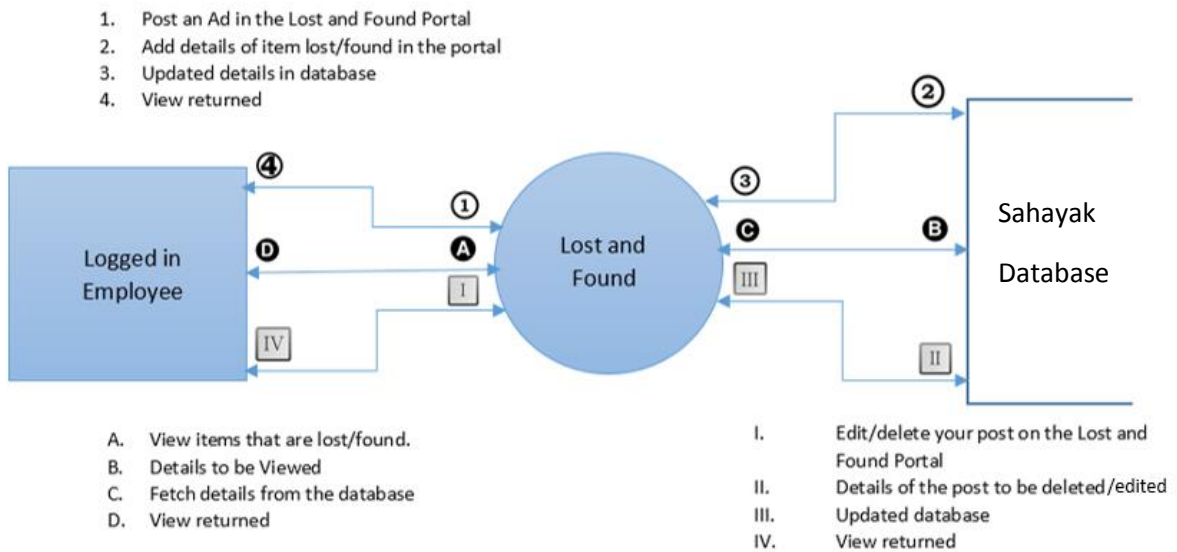 1. Post an Ad in the Lost and Found Portal
2. Add details of item lost/found in the portal
3. Updated details in database
4. View returned
2
4
3
1
Sahayak
Database
Logged in
Employee
D
A
Lost and
Found
C
B
I
III
IV
II
A. View items that are lost/found.
B. Details to be Viewed
C. Fetch details from the database
D. View returned
I. Edit/delete your post on the Lost and
Found Portal
II. Details of the post to be deleted/edited
III. Updated database
IV. View returned